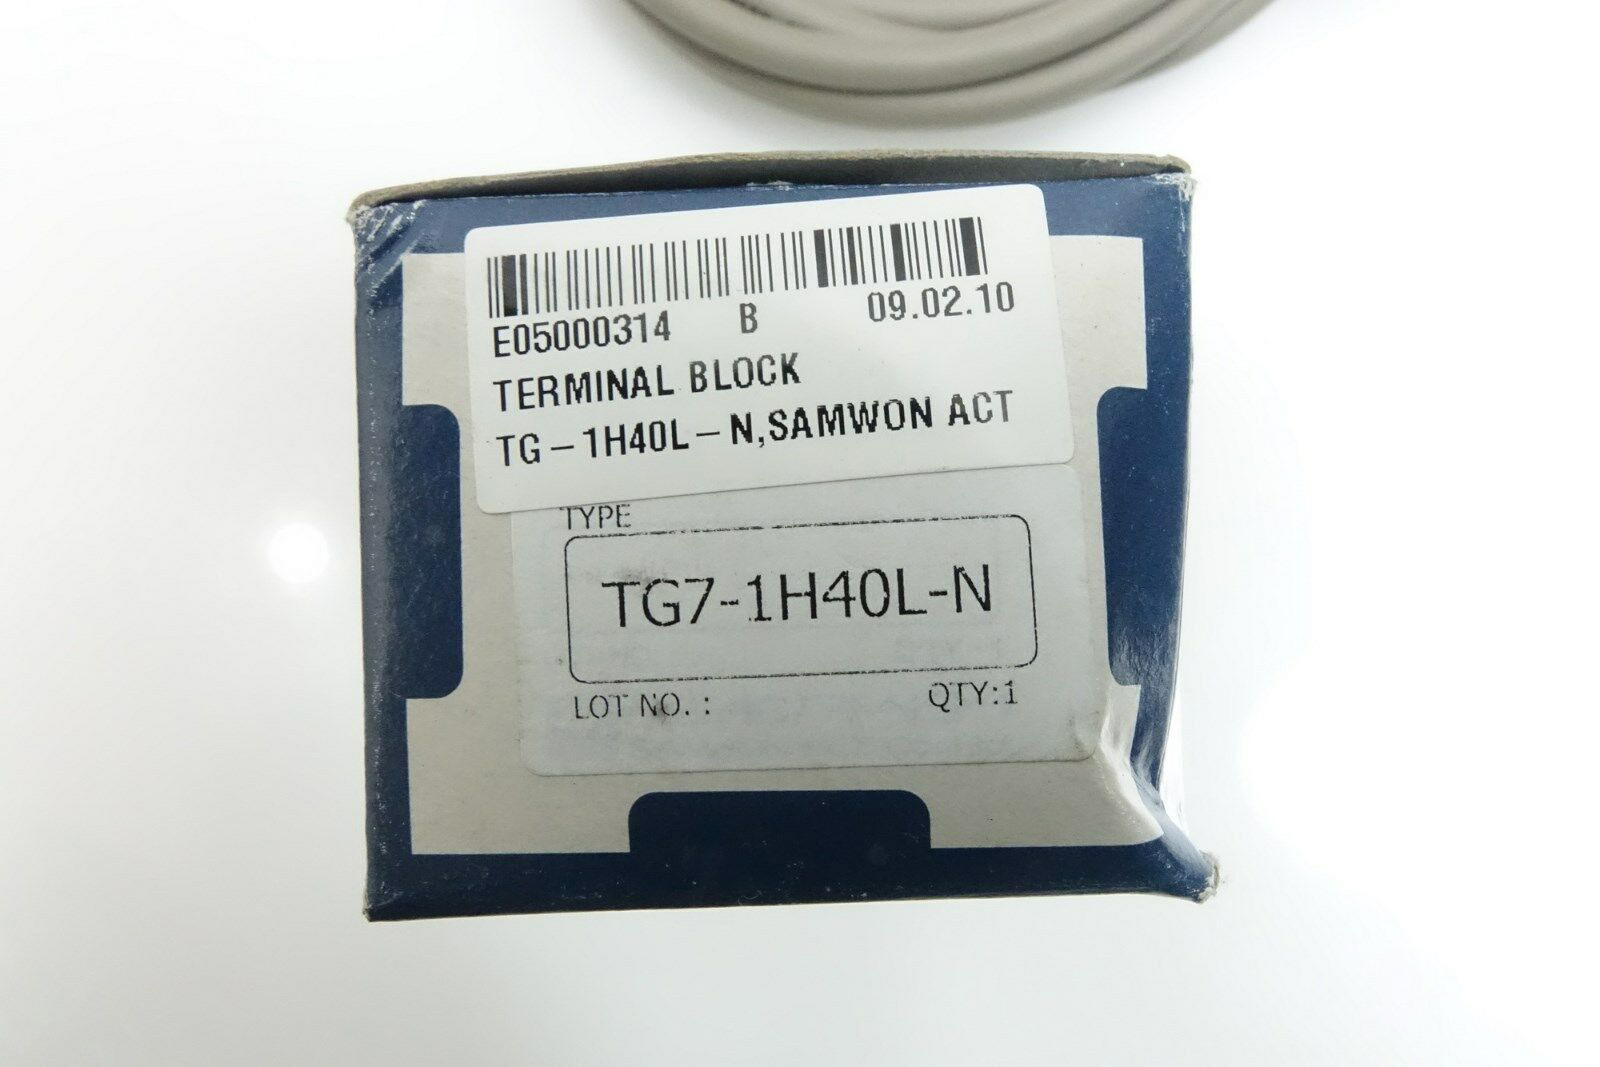 E05000314 B 09.02.10
TERMINAL BLOCK
TG-1H40L-N,SAMWON ACT
TYPE
TG7-1H40L-N
LOT NO. : QTY:1